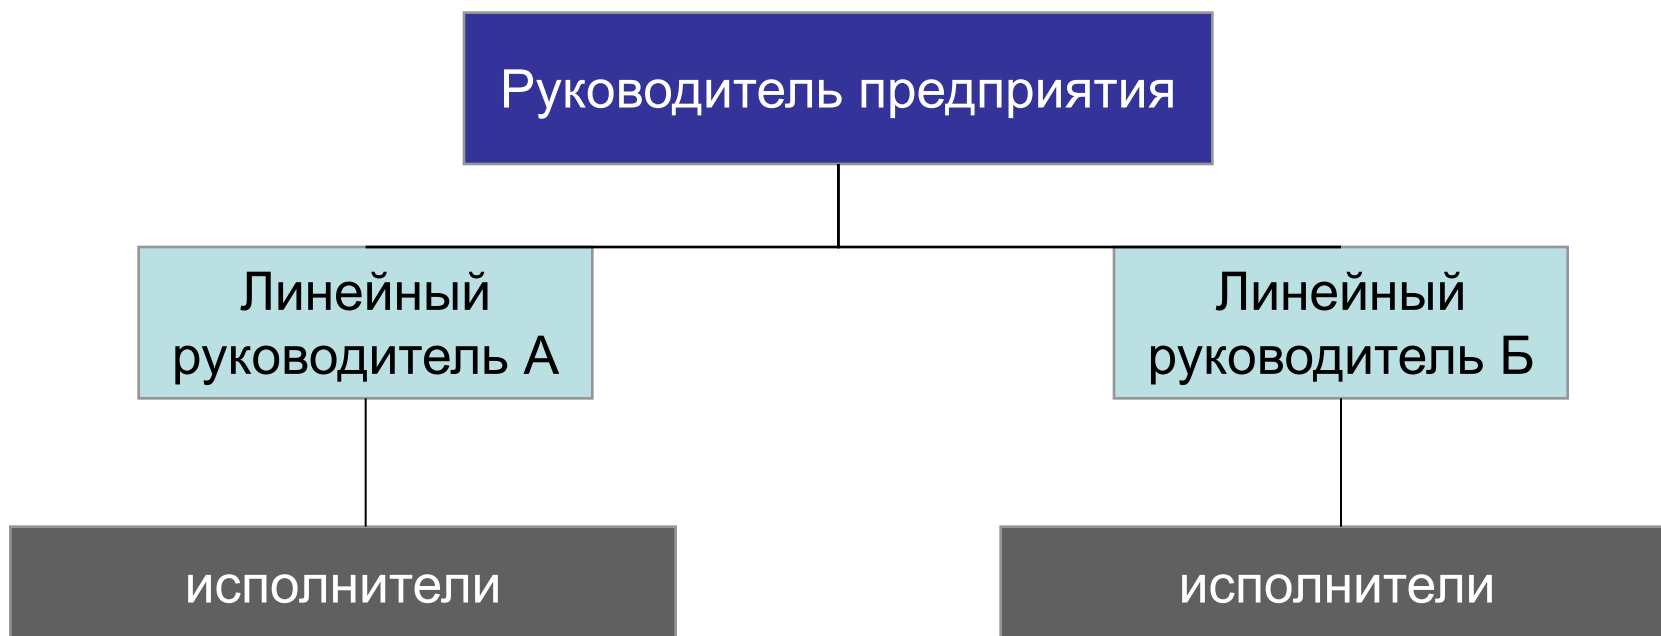 Руководитель предприятия
Линейный
руководитель А
Линейный
руководитель Б
исполнители
исполнители